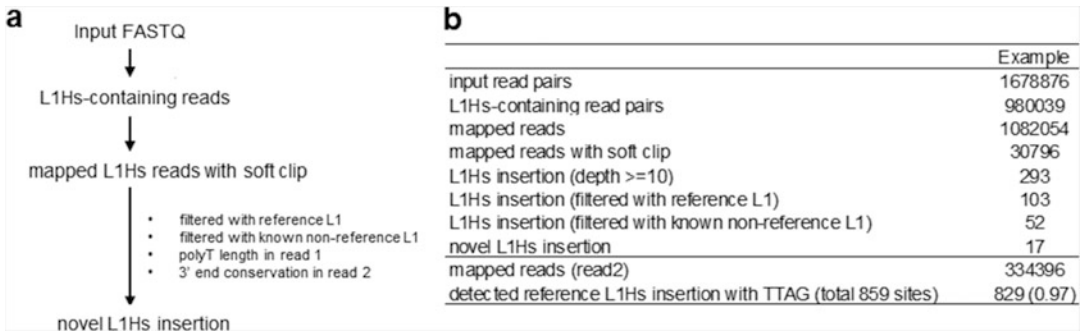 a
Input FASTQ
L1Hs-containing reads
mapped L1Hs reads with soft clip
• filtered with reference L1
• filtered with known non-reference L1
• polyT length in read 1
• 3' end conservation in read 2
novel L1Hs insertion
b
Example
input read pairs 1678876
L1Hs-containing read pairs 980039
mapped reads 1082054
mapped reads with soft clip 30796
L1Hs insertion (depth >=10) 293
L1Hs insertion (filtered with reference L1) 103
L1Hs insertion (filtered with known non-reference L1) 52
novel L1Hs insertion 17
mapped reads (read2) 334396
detected reference L1Hs insertion with TTAG (total 859 sites) 829 (0.97)